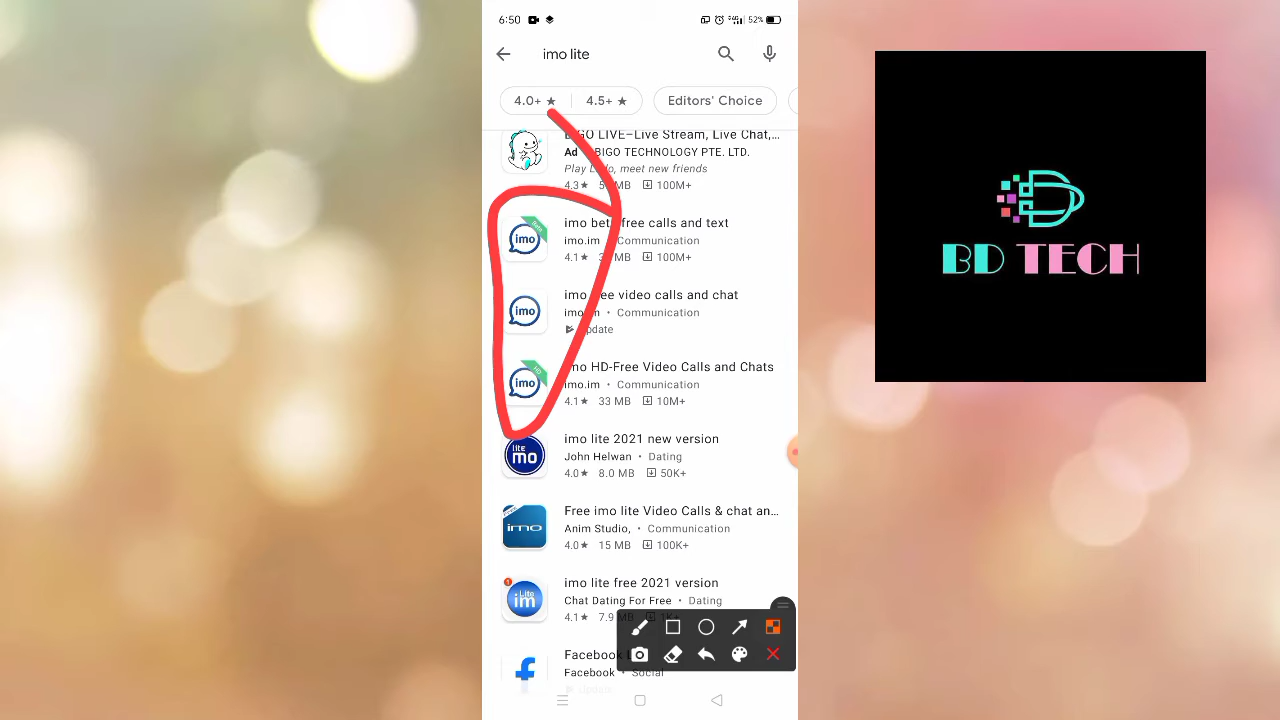 6:50
52%
imo lite
4.0+ ★ 4.5+ ★ Editors' Choice
LIVE–Live Stream, Live Chat,...
Ad BIGO TECHNOLOGY PTE. LTD.
Play meet new friends
4.3★ MB 100M+
imo free calls and text
imo.im Communication
4.1★ MB 100M+
imo video calls and chat
Communication
imo
HD-Free Video Calls and Chats
imo.im • Communication
4.1★ 33 MB 10M+
imo
HD
imo lite 2021 new version
John Helwan • Dating
4.0★ 8.0 MB 50K+
lite
mo
Free imo lite Video Calls & chat an...
Anim Studio, • Communication
4.0★ 15 MB 100K+
imo
imo lite free 2021 version
Chat Dating For Free • Dating
4.1★ 7.9
1
Lite
im
Facebook
Facebook • Social
BD TECH